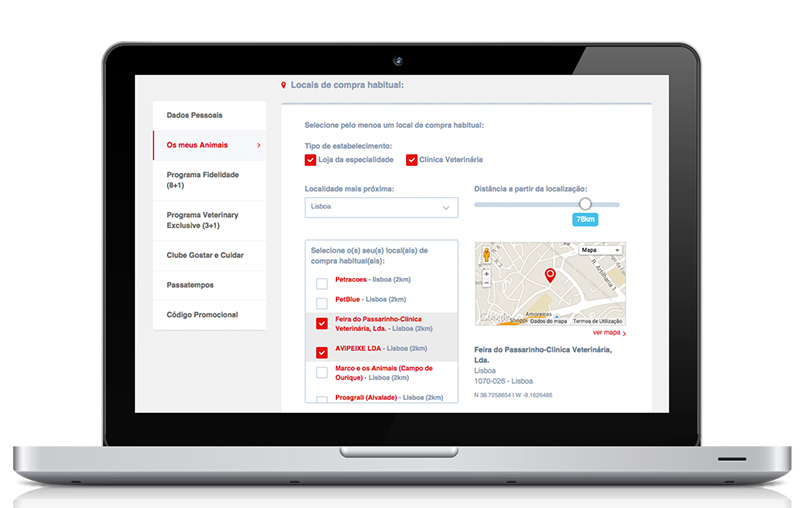 Locais de compra habitual:
Dados Pessoais
Os meus Animais
Programa Fidelidade
(8+1)
Programa Veterinary
Exclusive (3+1)
Clube Gostar e Cuidar
Passatempos
Código Promocional
Selecione pelo menos um local de compra habitual:
Tipo de estabelecimento:
Loja da especialidade
Clínica Veterinária
Localidade mais próxima:
Lisboa
Distância a partir da localização:
78km
Selecione o(s) seu(s) local(ais) de
compra habitual(ais):
Petracoes - lisboa (2km)
PetBlue - Lisboa (2km)
Feira do Passarinho-Clínica
Veterinária, Lda. - Lisboa (2km)
AVIPEIXE LDA - Lisboa (2km)
Marco e os Animais (Campo de
Ourique) - Lisboa (2km)
Proagrali (Alvalade) - Lisboa (2km)
Mapa
R. Artilharia 1
Amoreiras
Google
Dados do mapa
Termos de Utilização
ver mapa
Feira do Passarinho-Clínica Veterinária,
Lda.
Lisboa
1070-026 - Lisboa